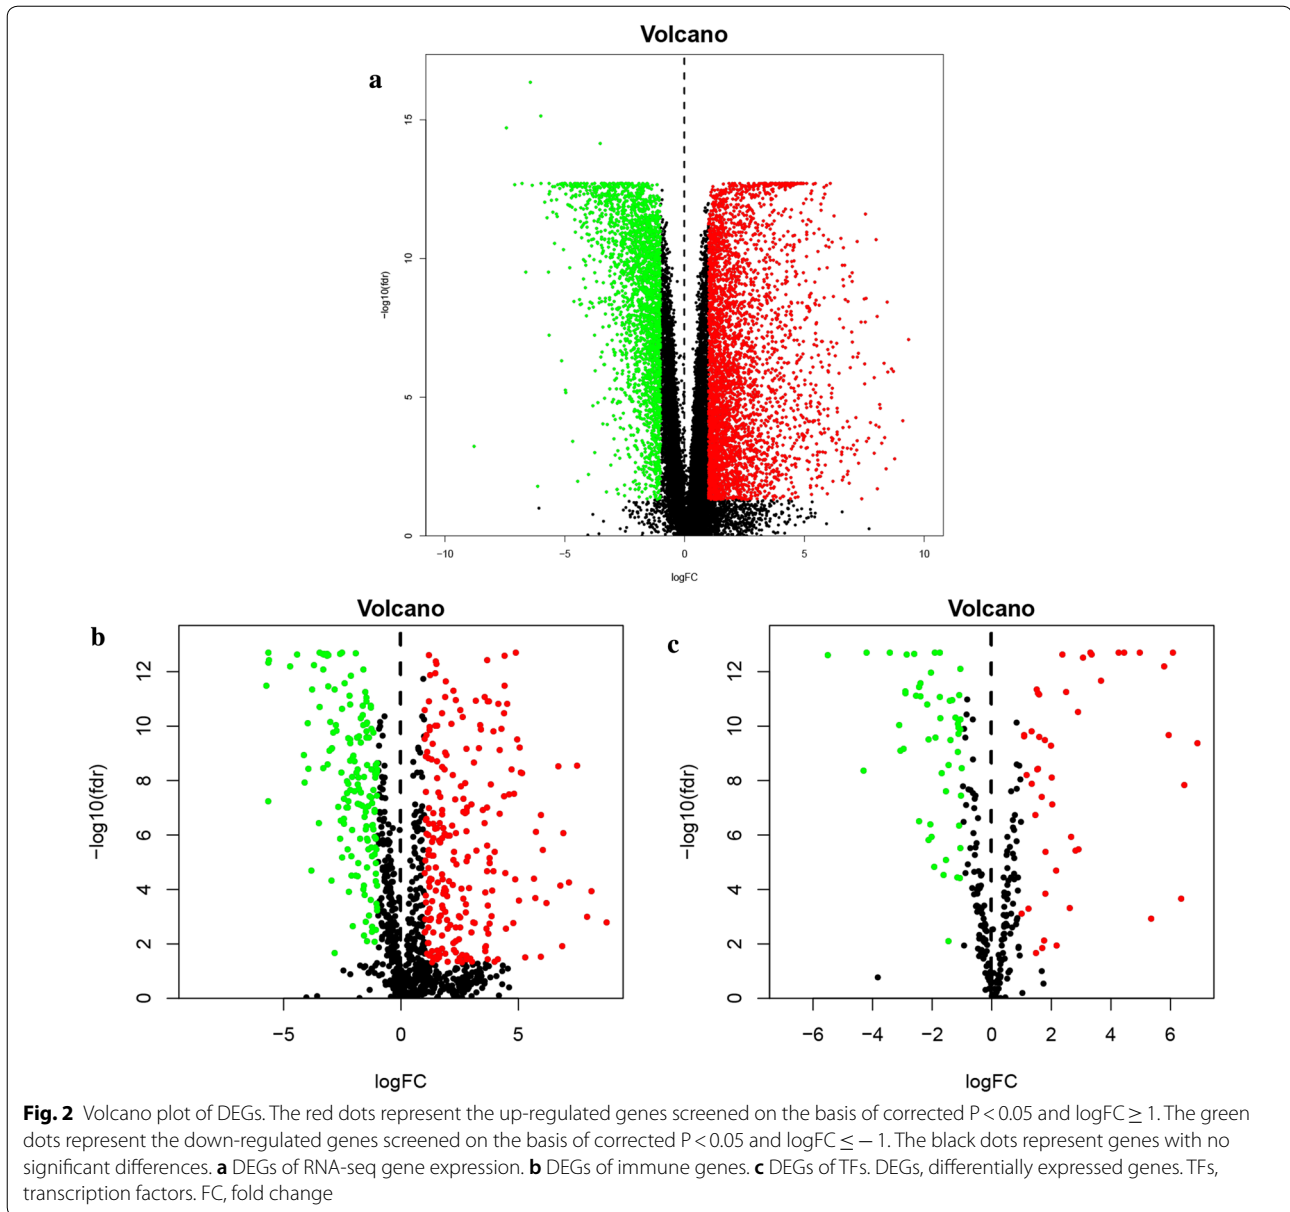 Volcano
a
15
10
5
0
-log10(fdr)
−10 −5 0 5 10
logFC
Volcano
b
12
10
8
6
4
2
0
−log10(fdr)
−5 0 5
logFC
Volcano
c
12
10
8
6
4
2
0
−log10(fdr)
−6 −4 −2 0 2 4 6
logFC
Fig. 2 Volcano plot of DEGs. The red dots represent the up-regulated genes screened on the basis of corrected P < 0.05 and logFC ≥ 1. The green
dots represent the down-regulated genes screened on the basis of corrected P < 0.05 and logFC ≤ − 1. The black dots represent genes with no
significant differences. a DEGs of RNA-seq gene expression. b DEGs of immune genes. c DEGs of TFs. DEGs, differentially expressed genes. TFs,
transcription factors. FC, fold change